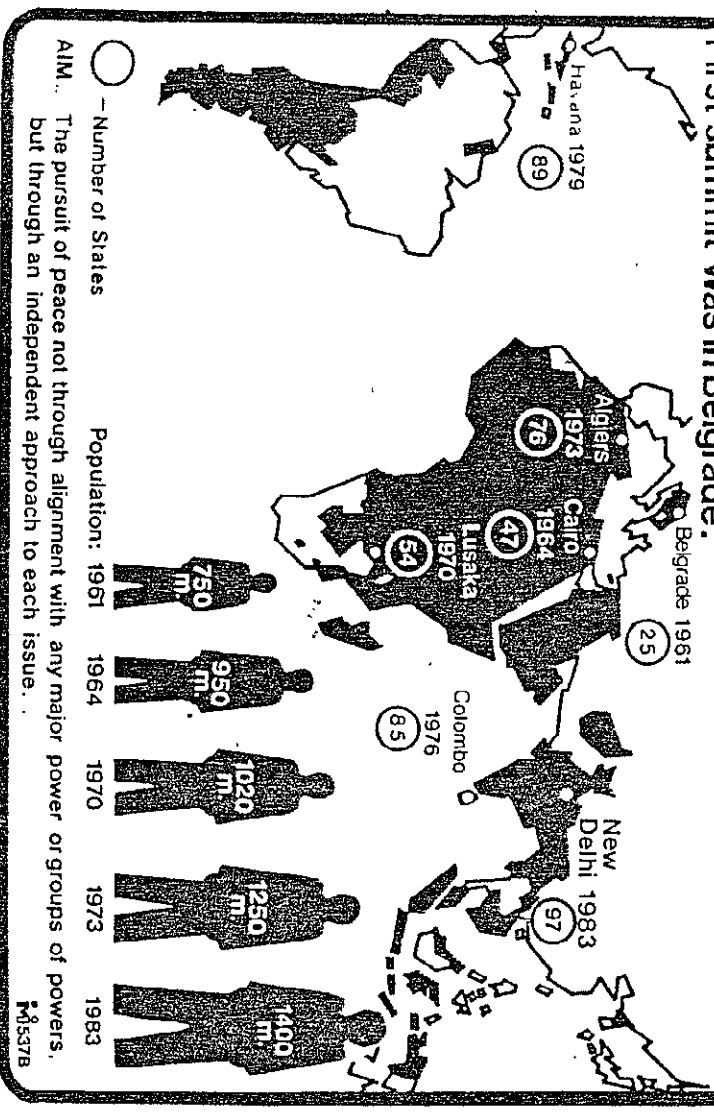 First summit was in Belgrade.
Belgrade 1961
25
Havana 1979
89
Algiers
1973
76
Cairo
1964
47
Lusaka
1970
54
New
Delhi 1983
97
Colombo
1976
85
– Number of States
Population: 1961 1964 1970 1973 1983
750
m.
950
m.
1020
m.
1250
m.
1400
m.
AIM.. The pursuit of peace not through alignment with any major power or groups of powers,
but through an independent approach to each issue. .
537B